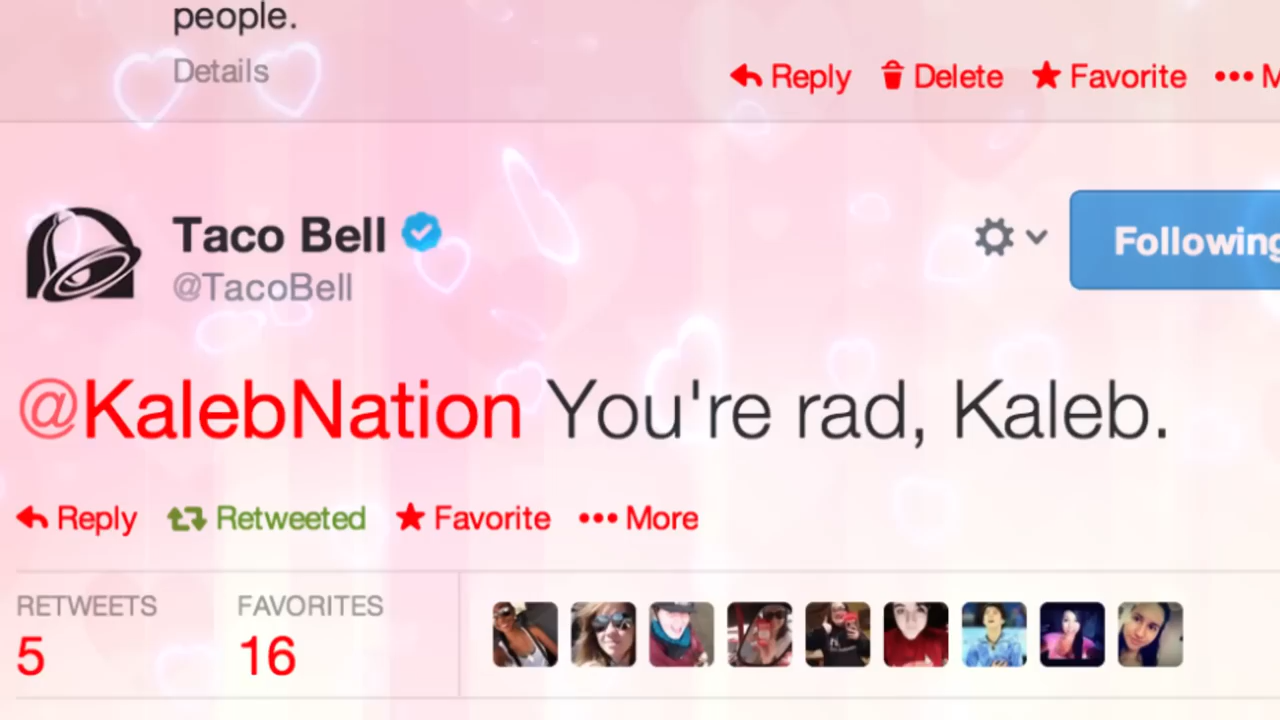 people.
Details
Reply Delete Favorite ••• M
Taco Bell
@TacoBell
Following
@KalebNation You're rad, Kaleb.
Reply Retweeted Favorite ••• More
RETWEETS FAVORITES
5 16